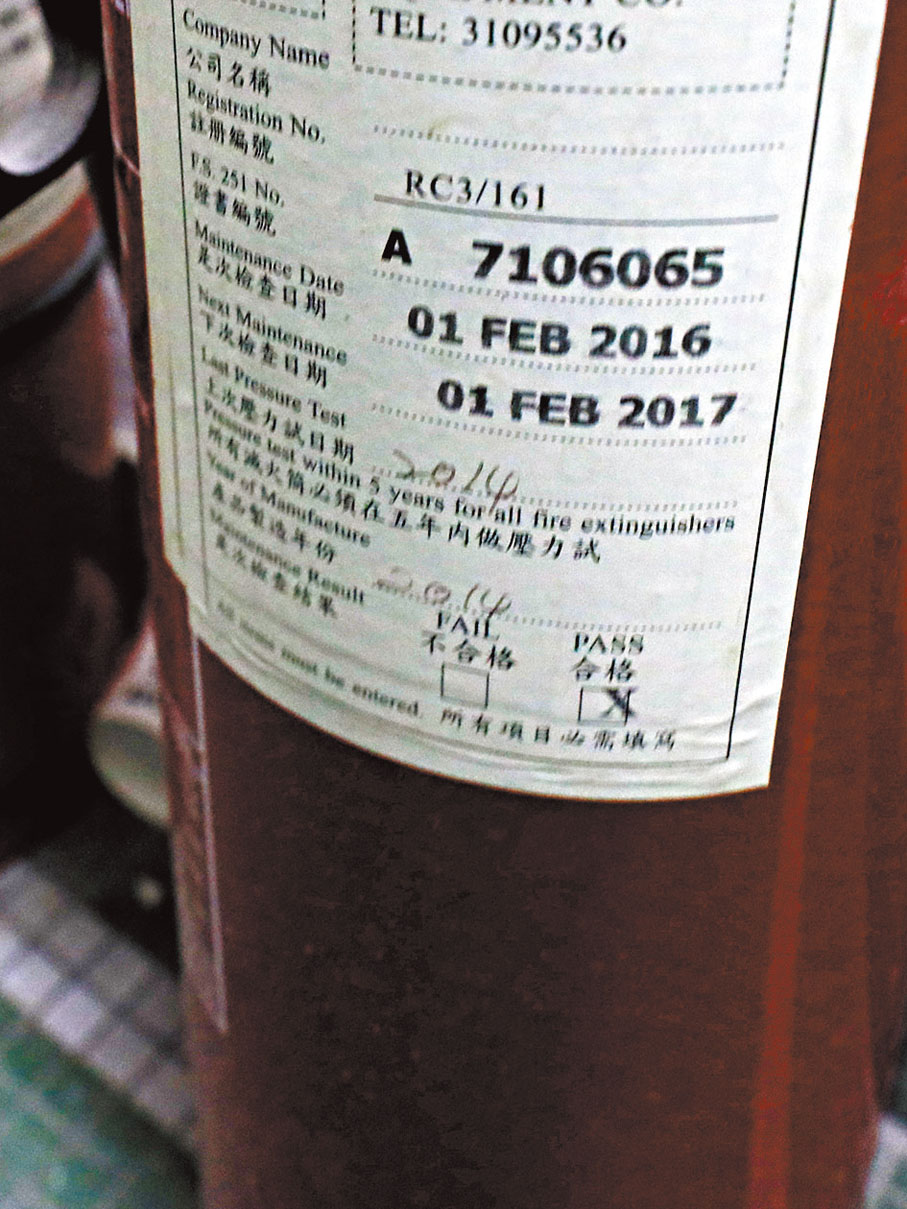 TEL: 31095536
Company Name
公司名稱
Registration No.
註册編號
RC3/161
F.S. 251 No.
證書編號
A 7106065
Maintenance Date
是次檢查日期
01 FEB 2016
Next Maintenance
下次檢查日期
01 FEB 2017
Last Pressure Test
上次壓力試日期
2014
Pressure test within 5 years for all fire extinguishers
所有滅火筒必須在五年內做壓力試
Year of Manufacture
產品製造年份
2014
Maintenance Result
是次檢查結果
FAIL
不合格
PASS
合格
X
All items must be entered. 所有項目必需填寫